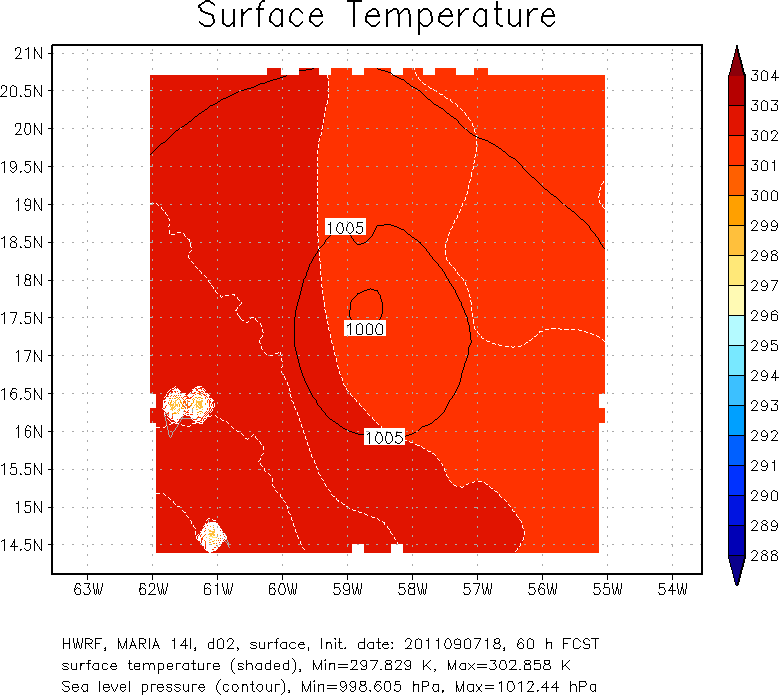 Surface Temperature
21N
20.5N
20N
19.5N
19N
18.5N
18N
17.5N
17N
16.5N
16N
15.5N
15N
14.5N
1005
1000
1005
63W 62W 61W 60W 59W 58W 57W 56W 55W 54W
304
303
302
301
300
299
298
297
296
295
294
293
292
291
290
289
288
HWRF, MARIA 14l, d02, surface, Init. date: 2011090718, 60 h FCST
surface temperature (shaded), Min=297.829 K, Max=302.858 K
Sea level pressure (contour), Min=998.605 hPa, Max=1012.44 hPa